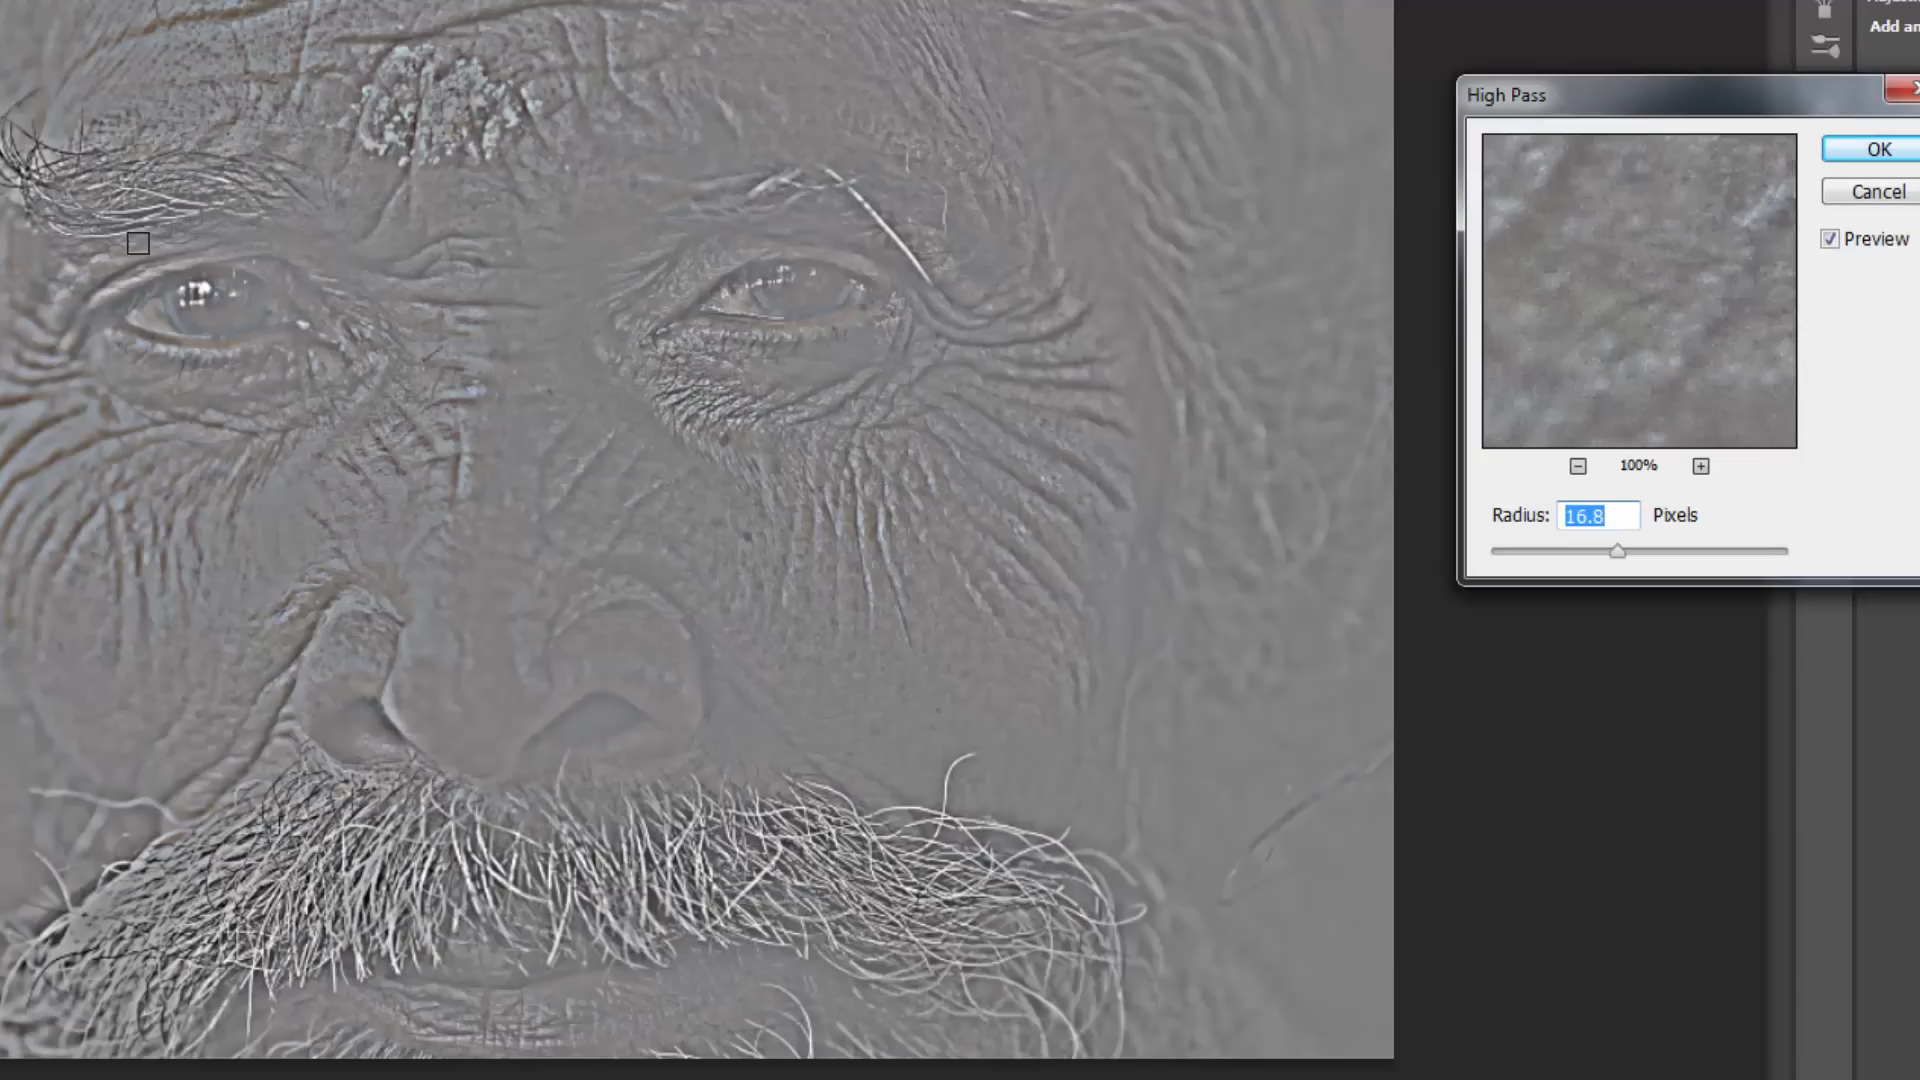 Add an
High Pass
OK
Cancel
Preview
100%
Radius: 16.8 Pixels